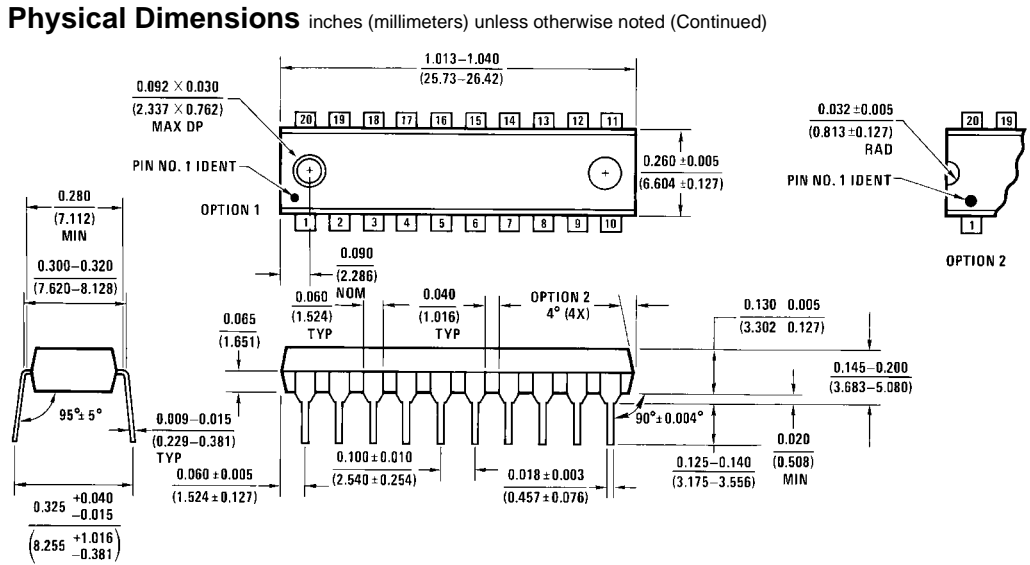 Physical Dimensions inches (millimeters) unless otherwise noted (Continued)
1.013–1.040
(25.73–26.42)
0.092 × 0.030
(2.337 × 0.762)
MAX DP
20 19 18 17 16 15 14 13 12 11
PIN NO. 1 IDENT
OPTION 1
1 2 3 4 5 6 7 8 9 10
0.260 ±0.005
(6.604 ±0.127)
0.032 ±0.005
(0.813 ±0.127)
RAD
20 19
PIN NO. 1 IDENT
1
OPTION 2
0.280
(7.112)
MIN
0.300–0.320
(7.620–8.128)
0.090
(2.286)
NOM
0.060
(1.524)
TYP
0.040
(1.016)
TYP
OPTION 2
4° (4X)
0.065
(1.651)
0.130 0.005
(3.302 0.127)
0.145–0.200
(3.683–5.080)
95°± 5°
0.009–0.015
(0.229–0.381)
TYP
90°±0.004°
0.020
(0.508)
MIN
0.125–0.140
(3.175–3.556)
0.100 ±0.010
(2.540 ±0.254)
0.018 ±0.003
(0.457 ±0.076)
0.060 ±0.005
(1.524 ±0.127)
0.325 +0.040
−0.015
(8.255 +1.016
−0.381)